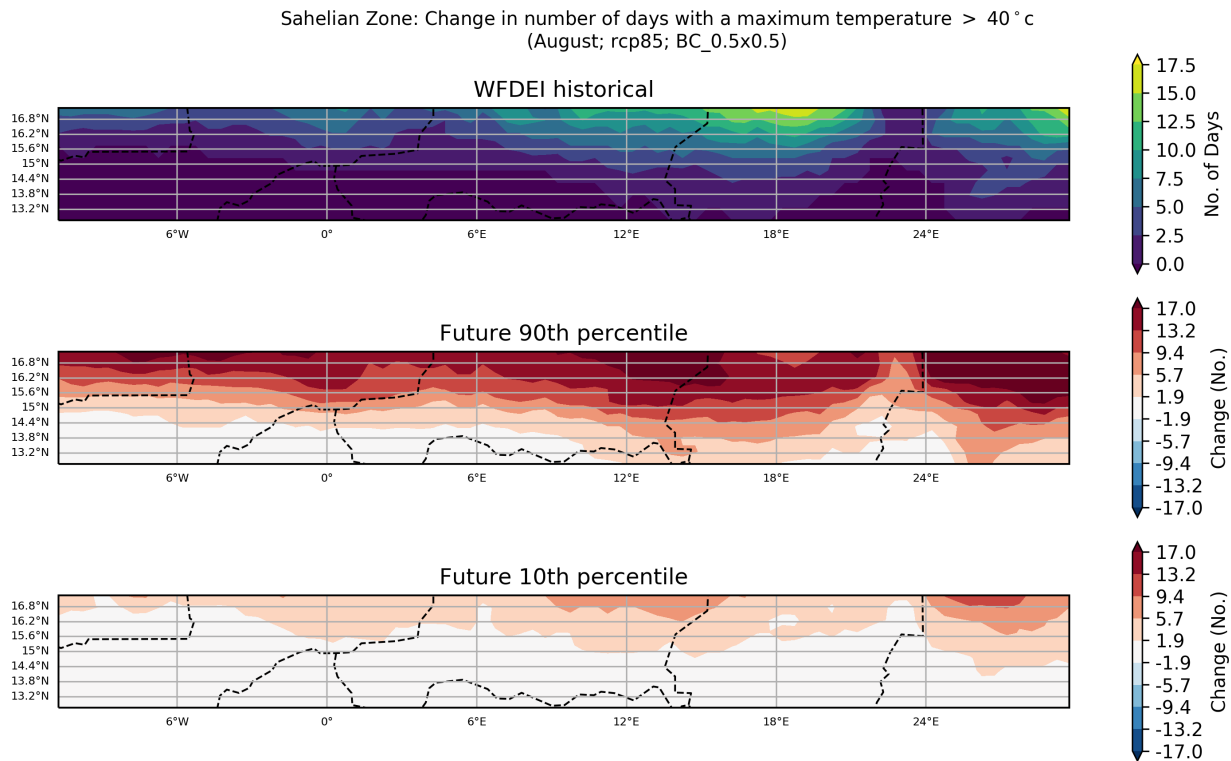 Sahelian Zone: Change in number of days with a maximum temperature > 40°c
(August; rcp85; BC_0.5x0.5)
WFDEI historical
16.8°N
16.2°N
15.6°N
15°N
14.4°N
13.8°N
13.2°N
6°W 0° 6°E 12°E 18°E 24°E
17.5
15.0
12.5
10.0
7.5
5.0
2.5
0.0
No. of Days
Future 90th percentile
16.8°N
16.2°N
15.6°N
15°N
14.4°N
13.8°N
13.2°N
6°W 0° 6°E 12°E 18°E 24°E
17.0
13.2
9.4
5.7
1.9
-1.9
-5.7
-9.4
-13.2
-17.0
Change (No.)
Future 10th percentile
16.8°N
16.2°N
15.6°N
15°N
14.4°N
13.8°N
13.2°N
6°W 0° 6°E 12°E 18°E 24°E
17.0
13.2
9.4
5.7
1.9
-1.9
-5.7
-9.4
-13.2
-17.0
Change (No.)